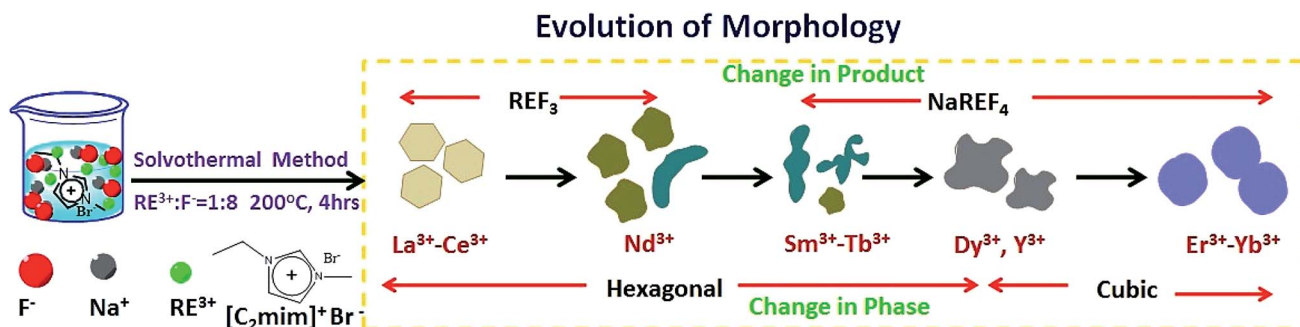 Evolution of Morphology
Change in Product
REF₃
NaREF₄
Solvothermal Method
RE³⁺:F⁻=1:8 200°C, 4hrs
N
+
N
Br⁻
La³⁺-Ce³⁺
Nd³⁺
Sm³⁺-Tb³⁺
Dy³⁺, Y³⁺
Er³⁺-Yb³⁺
Hexagonal
Cubic
Change in Phase
F⁻
Na⁺
RE³⁺
N
+
N
Br⁻
[C₂mim]⁺Br⁻